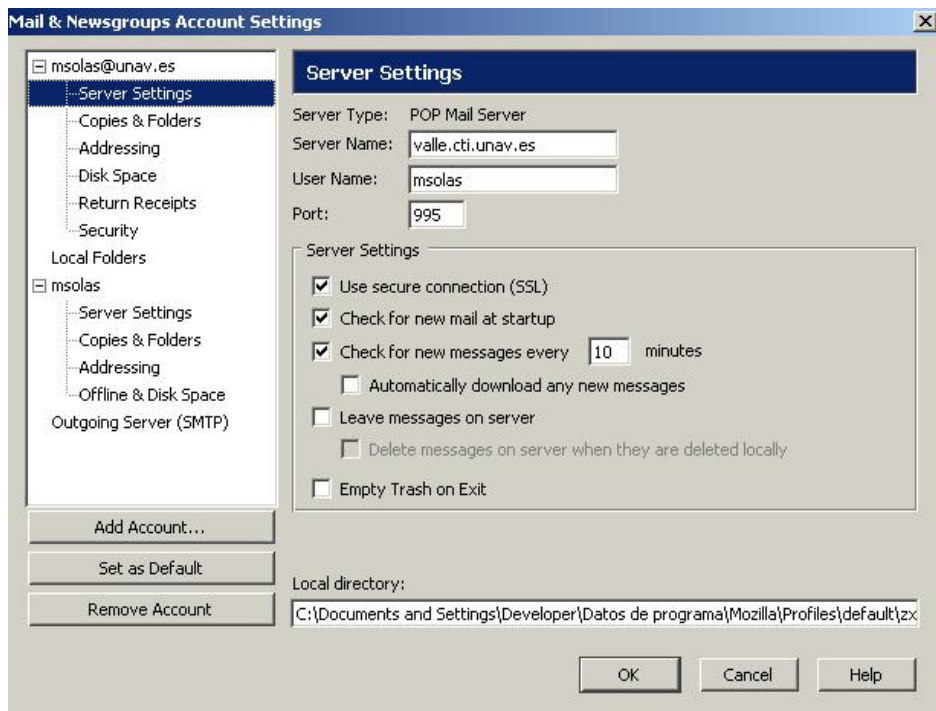 Mail & Newsgroups Account Settings
msolas@unav.es
Server Settings
Copies & Folders
Addressing
Disk Space
Return Receipts
Security
Local Folders
msolas
Server Settings
Copies & Folders
Addressing
Offline & Disk Space
Outgoing Server (SMTP)
Add Account...
Set as Default
Remove Account
Server Settings
Server Type: POP Mail Server
Server Name: valle.cti.unav.es
User Name: msolas
Port: 995
Server Settings
Use secure connection (SSL)
Check for new mail at startup
Check for new messages every 10 minutes
Automatically download any new messages
Leave messages on server
Delete messages on server when they are deleted locally
Empty Trash on Exit
Local directory:
C:\Documents and Settings\Developer\Datos de programa\Mozilla\Profiles\default\zx
OK Cancel Help